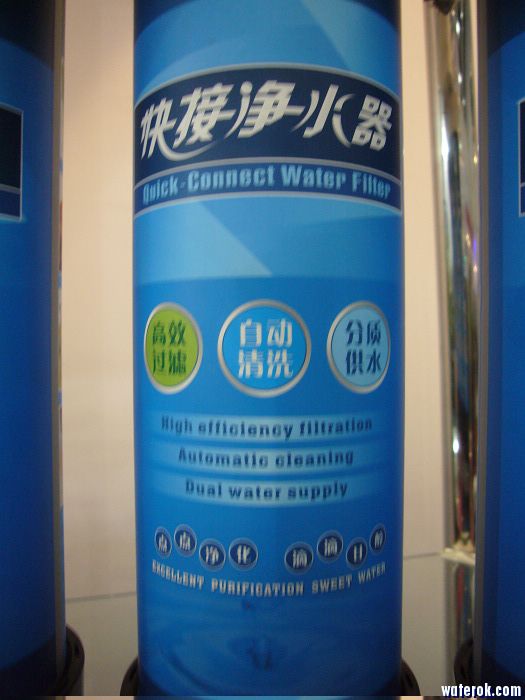 快接净水器
Quick-Connect Water Filter
高效 自动 分质
过滤 清洗 供水
High efficiency filtration
Automatic cleaning
Dual water supply
点点净化 滴滴甘醇
EXCELLENT PURIFICATION SWEET WATER
waterok.com